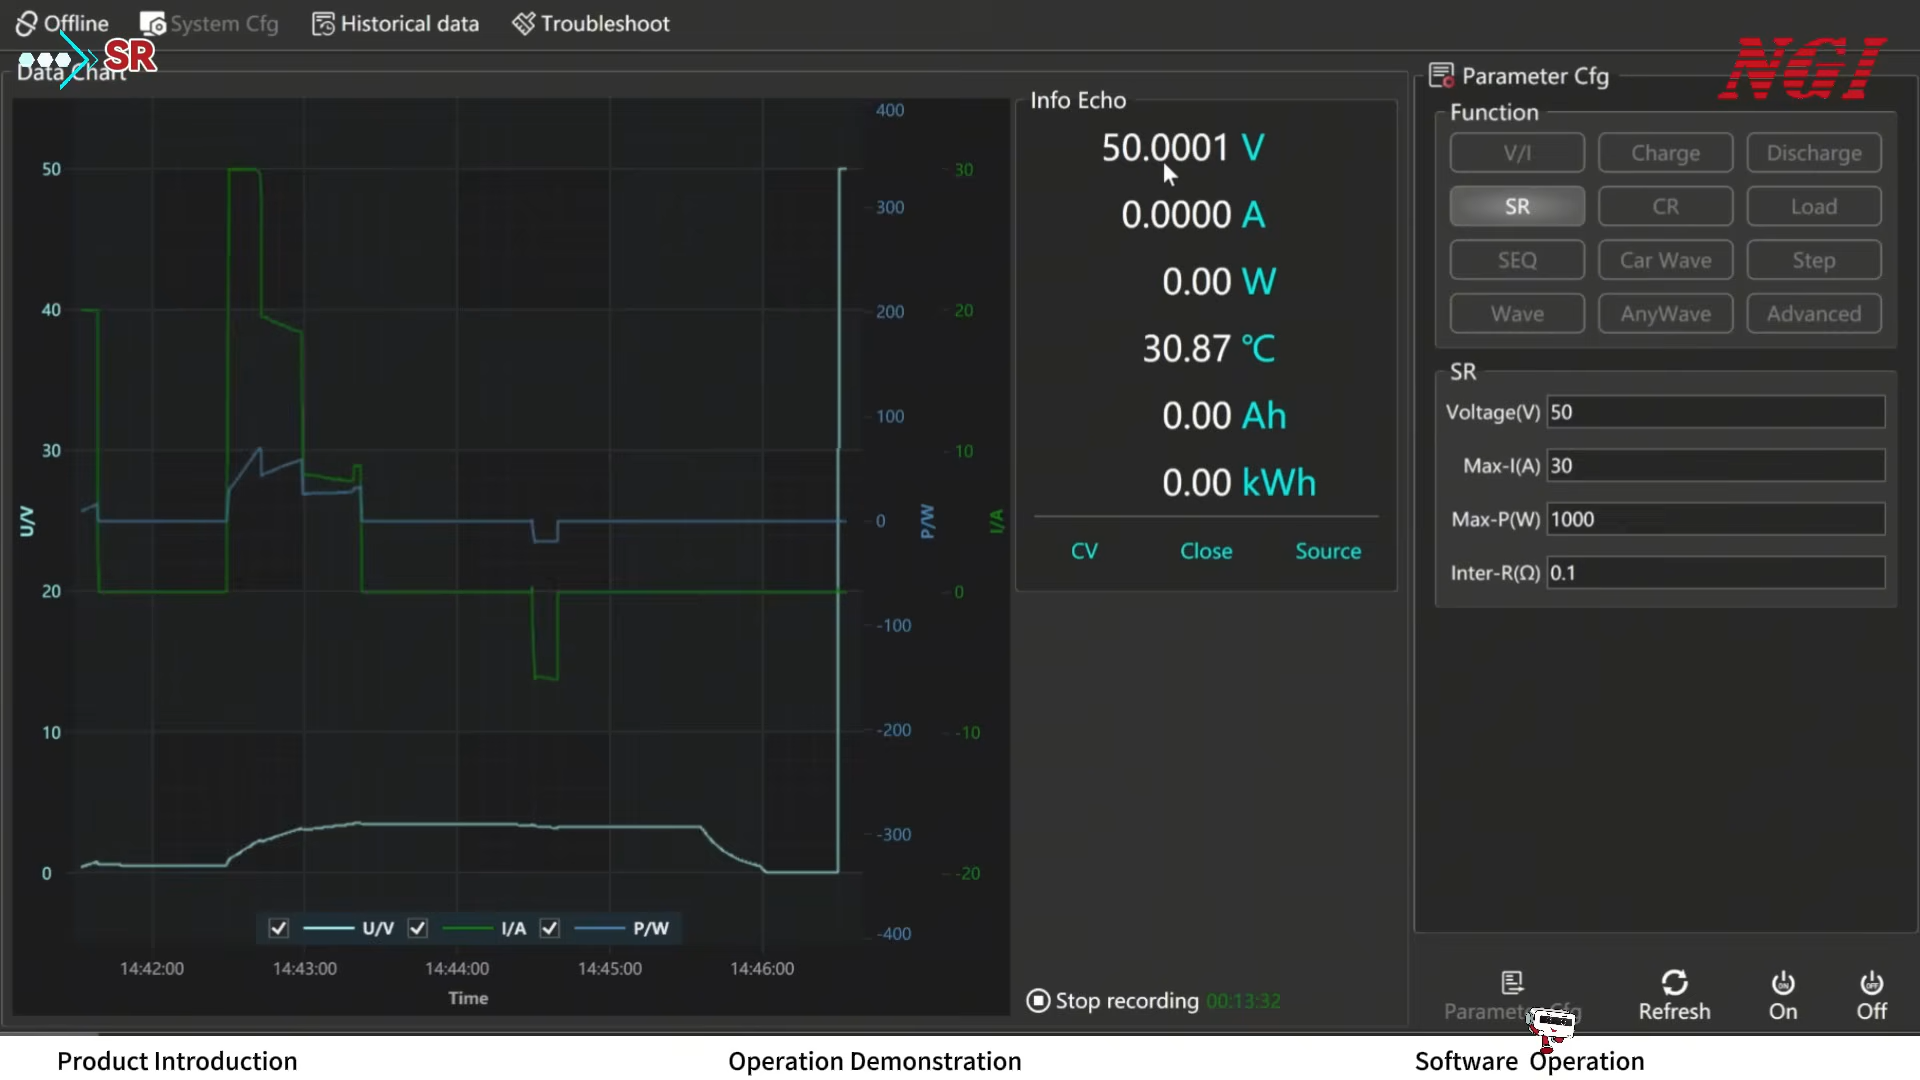 Offline System Cfg Historical data Troubleshoot
SR
Data Chart
NGI
Info Echo
50.0001 V
0.0000 A
0.00 W
30.87 ℃
0.00 Ah
0.00 kWh
CV Close Source
Parameter Cfg
Function
V/I Charge Discharge
SR CR Load
SEQ Car Wave Step
Wave AnyWave Advanced
SR
Voltage(V) 50
Max-I(A) 30
Max-P(W) 1000
Inter-R(Ω) 0.1
50
40
30
20
10
0
U/V
400
300
200
100
0
-100
-200
-300
-400
P/W
30
20
10
0
-10
-20
I/A
U/V I/A P/W
14:42:00 14:43:00 14:44:00 14:45:00 14:46:00
Time
Stop recording 00:13:32
Parameter Cfg Refresh On Off
Product Introduction Operation Demonstration Software Operation